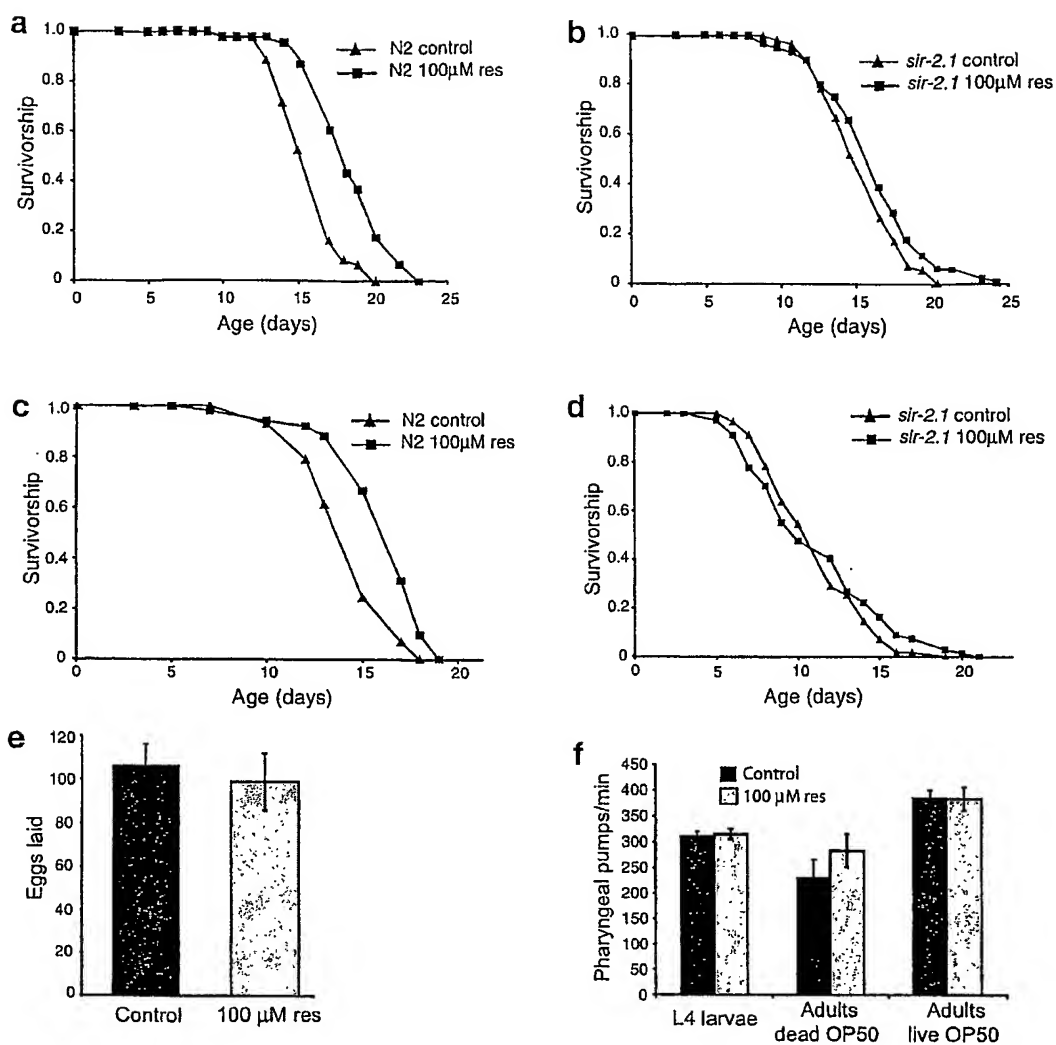 a
1.0
0.8
0.6
0.4
0.2
0
Survivorship
N2 control
N2 100µM res
0 5 10 15 20 25
Age (days)
b
1.0
0.8
0.6
0.4
0.2
0
Survivorship
sir-2.1 control
sir-2.1 100µM res
0 5 10 15 20 25
Age (days)
c
1.0
0.8
0.6
0.4
0.2
0
Survivorship
N2 control
N2 100µM res
0 5 10 15 20
Age (days)
d
1.0
0.8
0.6
0.4
0.2
0
Survivorship
sir-2.1 control
sir-2.1 100µM res
0 5 10 15 20
Age (days)
e
120
100
80
60
40
20
0
Eggs laid
Control 100 µM res
f
450
400
350
300
250
200
150
100
50
0
Pharyngeal pumps/min
Control
100 µM res
L4 larvae
Adults
dead OP50
Adults
live OP50